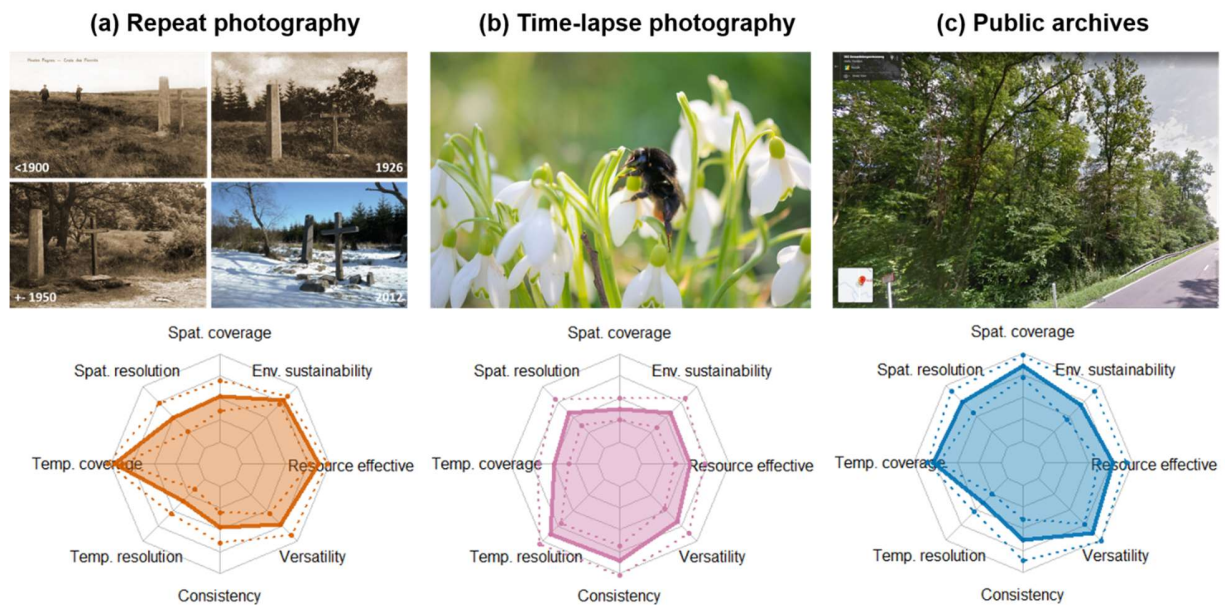 (a) Repeat photography
(b) Time-lapse photography
(c) Public archives
<1900
1926
+- 1950
2012
Spat. coverage
Spat. resolution
Env. sustainability
Temp. coverage
Resource effective
Temp. resolution
Versatility
Consistency
Spat. coverage
Spat. resolution
Env. sustainability
Temp. coverage
Resource effective
Temp. resolution
Versatility
Consistency
Spat. coverage
Spat. resolution
Env. sustainability
Temp. coverage
Resource effective
Temp. resolution
Versatility
Consistency